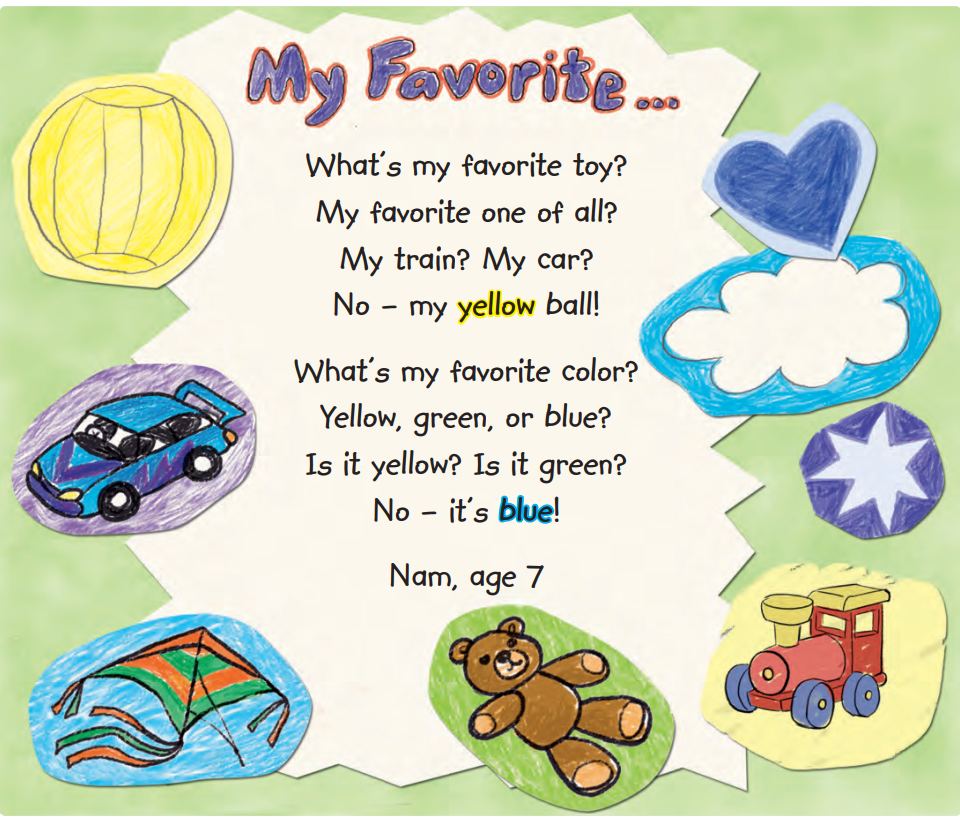 My Favorite...
What's my favorite toy?
My favorite one of all?
My train? My car?
No – my yellow ball!
What's my favorite color?
Yellow, green, or blue?
Is it yellow? Is it green?
No – it's blue!
Nam, age 7